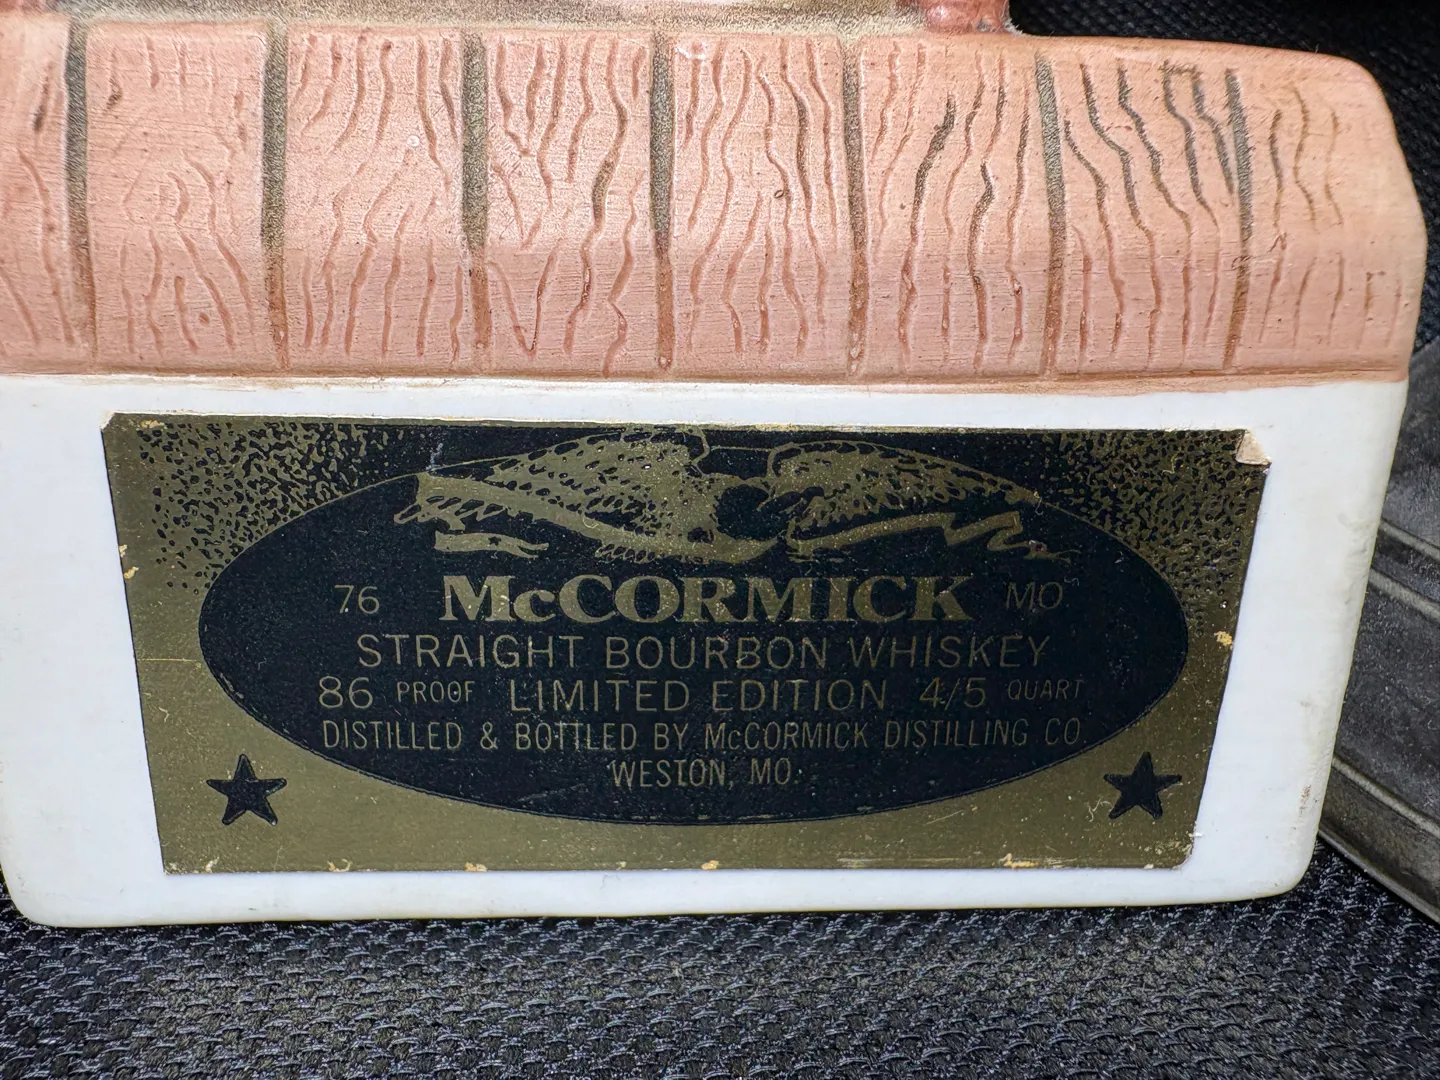 76 McCORMICK MO
STRAIGHT BOURBON WHISKEY
86 PROOF LIMITED EDITION 4/5 QUART
DISTILLED & BOTTLED BY McCORMICK DISTILLING CO.
WESTON, MO.